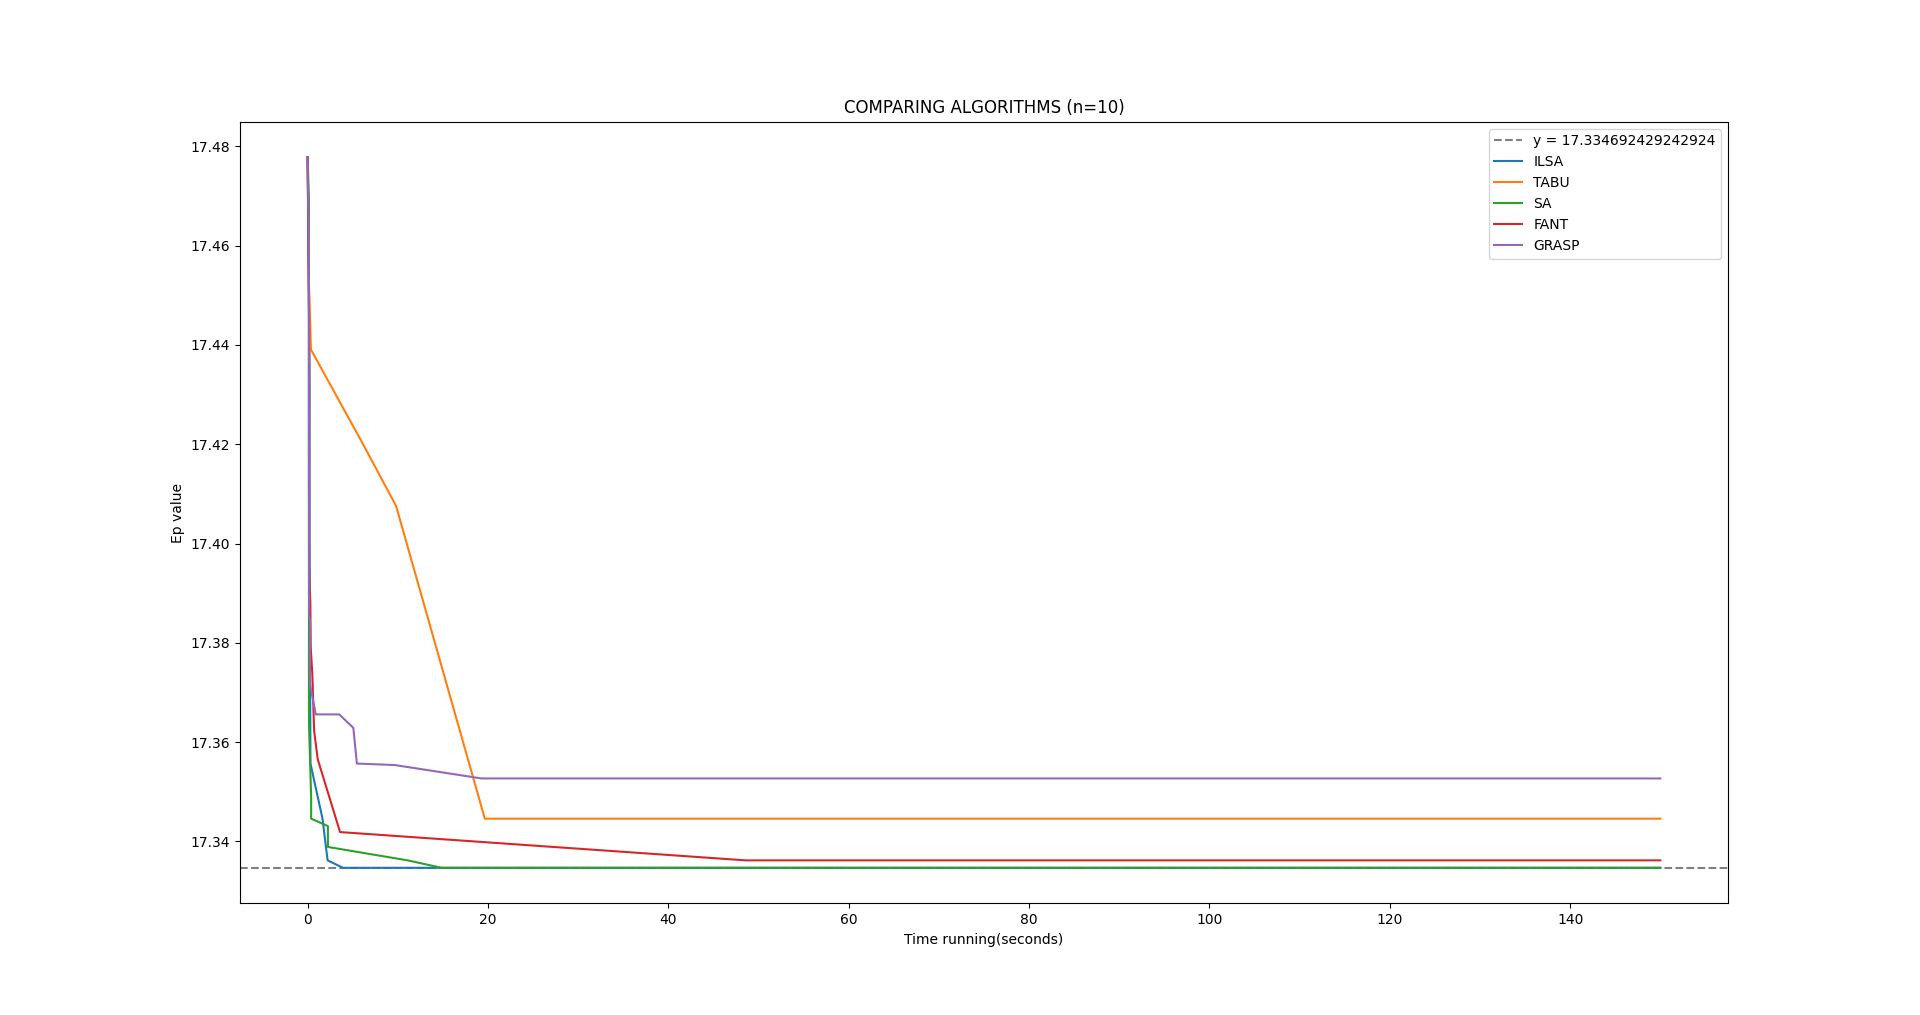 COMPARING ALGORITHMS (n=10)
y = 17.334692429242924
ILSA
TABU
SA
FANT
GRASP
Ep value
17.48
17.46
17.44
17.42
17.40
17.38
17.36
17.34
0 20 40 60 80 100 120 140
Time running(seconds)